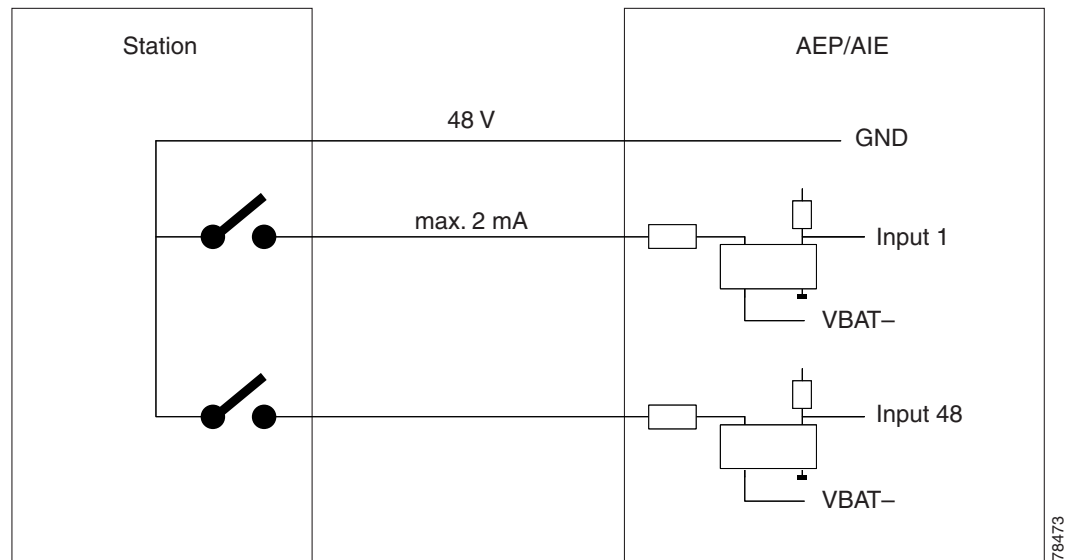 Station
AEP/AIE
48 V
GND
max. 2 mA
Input 1
VBAT–
Input 48
VBAT–
78473